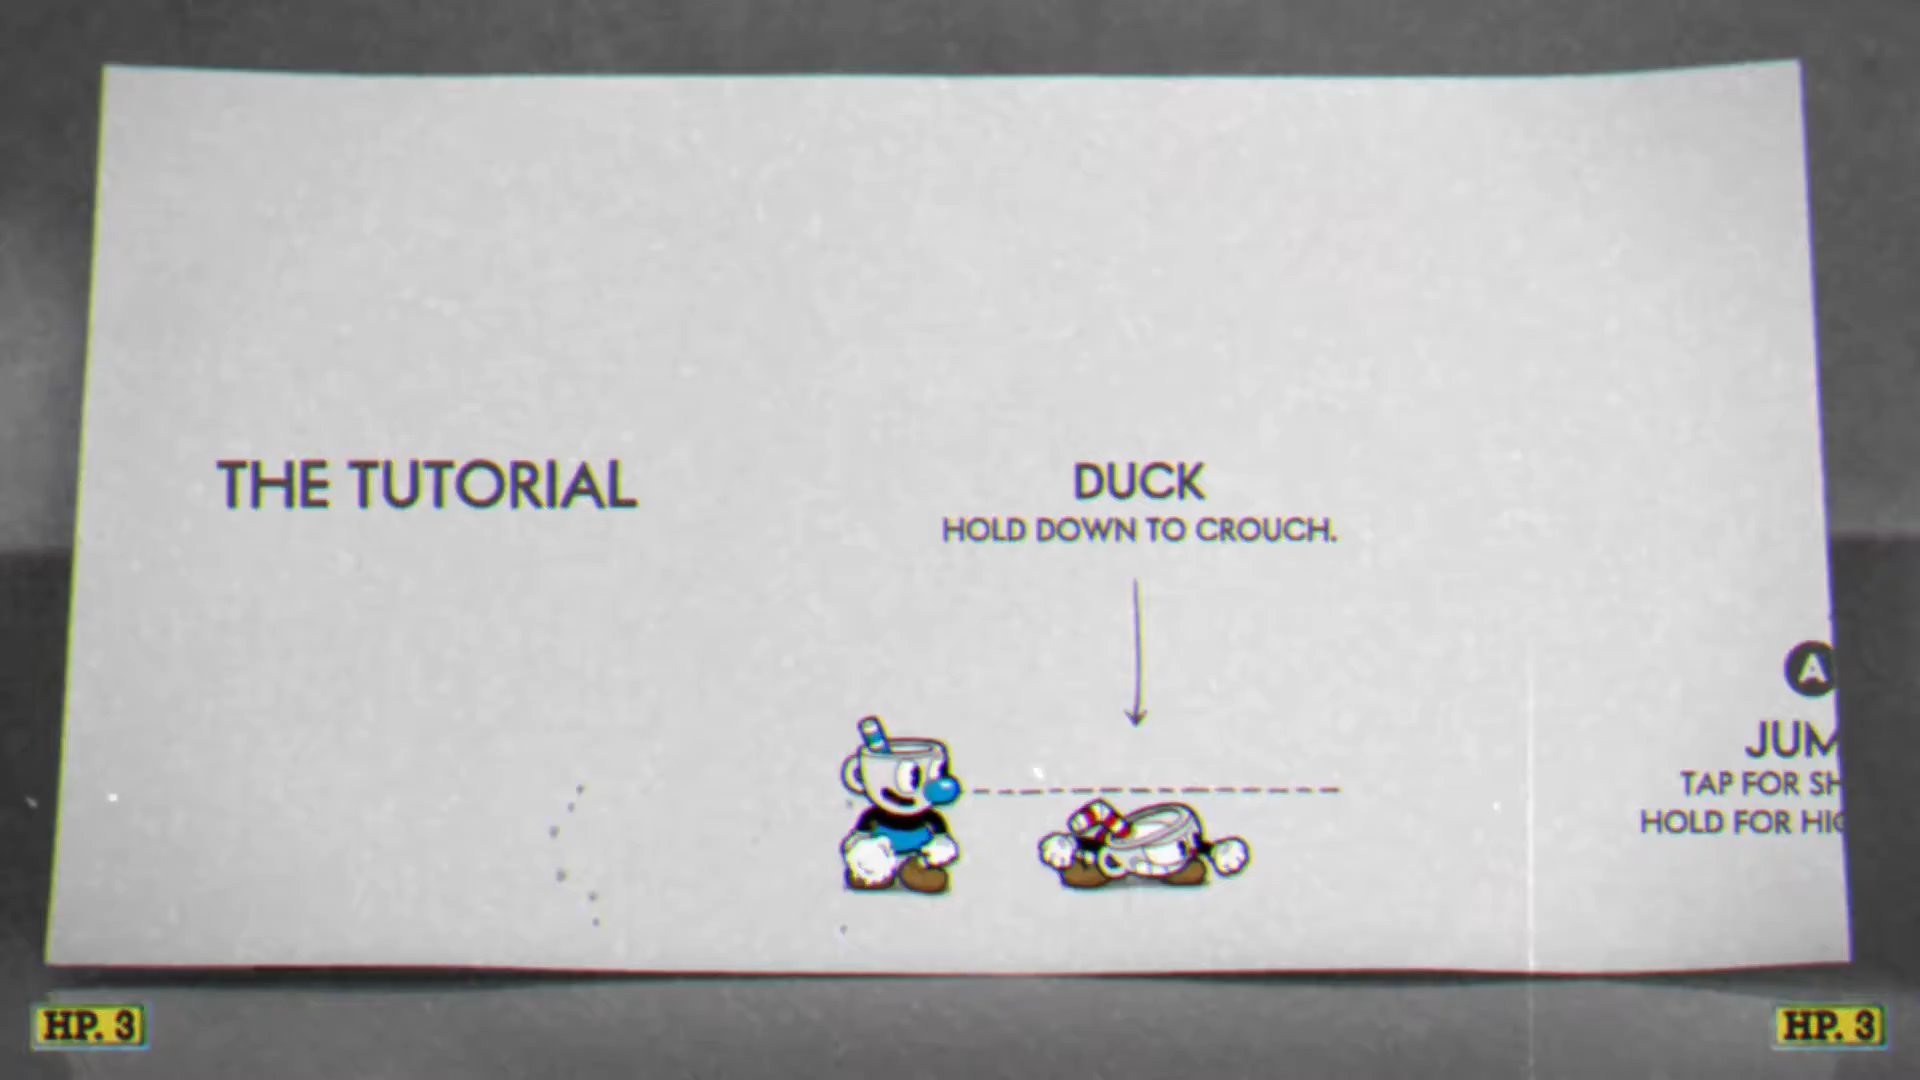 THE TUTORIAL
DUCK
HOLD DOWN TO CROUCH.
A
JUM
TAP FOR SH
HOLD FOR HIG
HP. 3
HP. 3